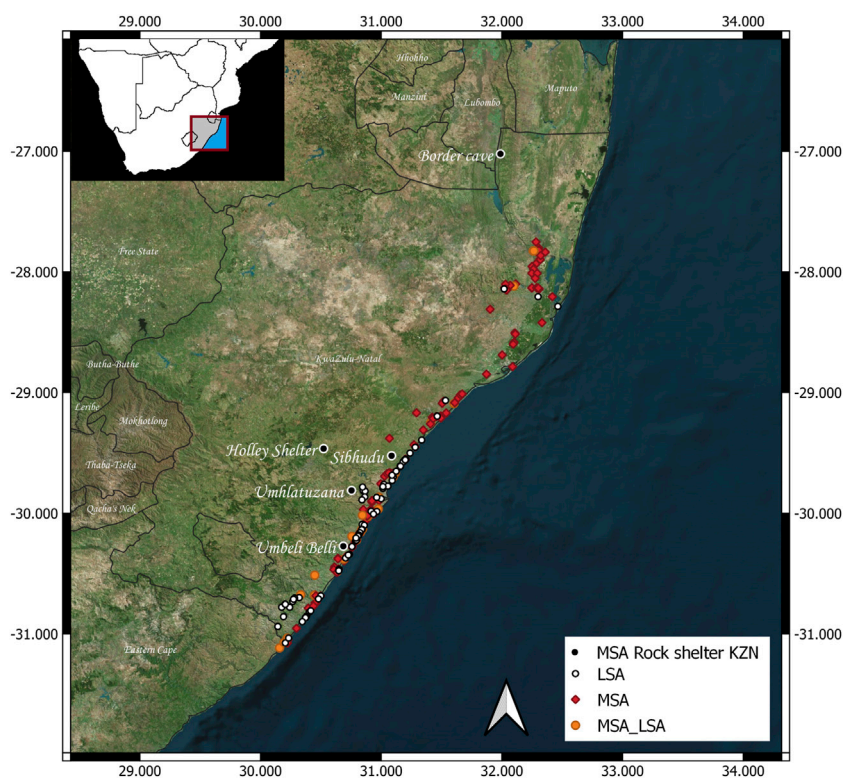 29.000 30.000 31.000 32.000 33.000 34.000
Hhohho
Manzini
Lubombo
Maputo
-27.000 -27.000
Border cave
Free State
-28.000 -28.000
KwaZulu-Natal
Butha-Buthe
-29.000 -29.000
Leribe
Mokhotlong
Holley Shelter
Sibhudu
Thaba-Tseka
Umhlatuzana
Qacha's Nek
-30.000 -30.000
Umbeli Belli
Eastern Cape
-31.000 -31.000
MSA Rock shelter KZN
LSA
MSA
MSA_LSA
29.000 30.000 31.000 32.000 33.000 34.000